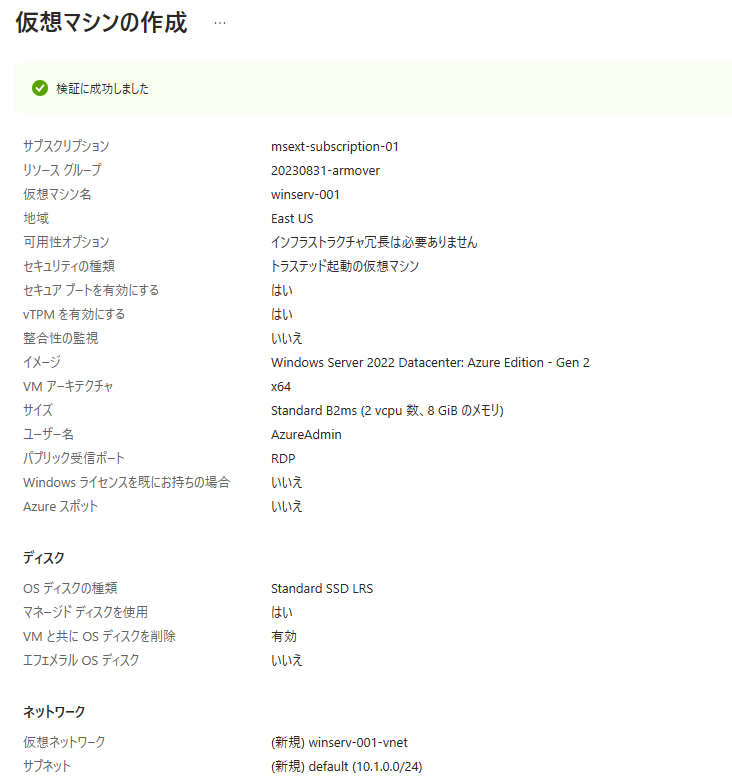 仮想マシンの作成 …
検証に成功しました
サブスクリプション msext-subscription-01
リソース グループ 20230831-armover
仮想マシン名 winserv-001
地域 East US
可用性オプション インフラストラクチャ冗長は必要ありません
セキュリティの種類 トラステッド起動の仮想マシン
セキュア ブートを有効にする はい
vTPM を有効にする はい
整合性の監視 いいえ
イメージ Windows Server 2022 Datacenter: Azure Edition - Gen 2
VM アーキテクチャ x64
サイズ Standard B2ms (2 vcpu 数、8 GiB のメモリ)
ユーザー名 AzureAdmin
パブリック受信ポート RDP
Windows ライセンスを既にお持ちの場合 いいえ
Azure スポット いいえ
ディスク
OS ディスクの種類 Standard SSD LRS
マネージド ディスクを使用 はい
VM と共に OS ディスクを削除 有効
エフェメラル OS ディスク いいえ
ネットワーク
仮想ネットワーク (新規) winserv-001-vnet
サブネット (新規) default (10.1.0.0/24)